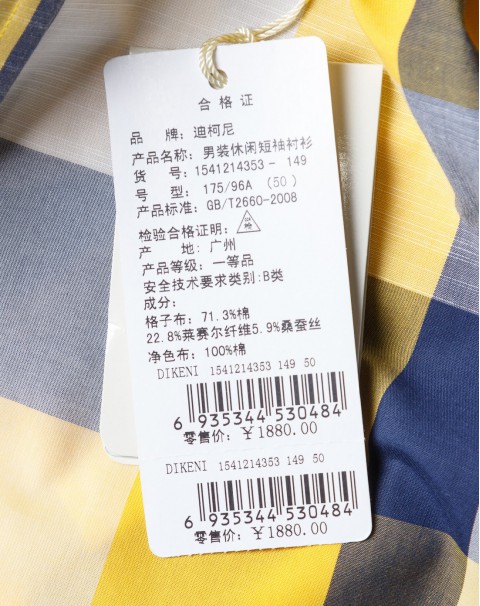 合格证
品 牌: 迪柯尼
产品名称: 男装休闲短袖衬衫
货 号: 1541214353 - 149
号 型: 175/96A (50)
产品标准: GB/T2660-2008
检验合格证明:
产 地: 广州
产品等级: 一等品
安全技术要求类别:B类
成分:
格子布: 71.3%棉
22.8%莱赛尔纤维5.9%桑蚕丝
净色布: 100%棉
DIKENI 1541214353 149 50
6 935344 530484
零售价: ¥1880.00
DIKENI 1541214353 149 50
6 935344 530484
零售价: ¥1880.00